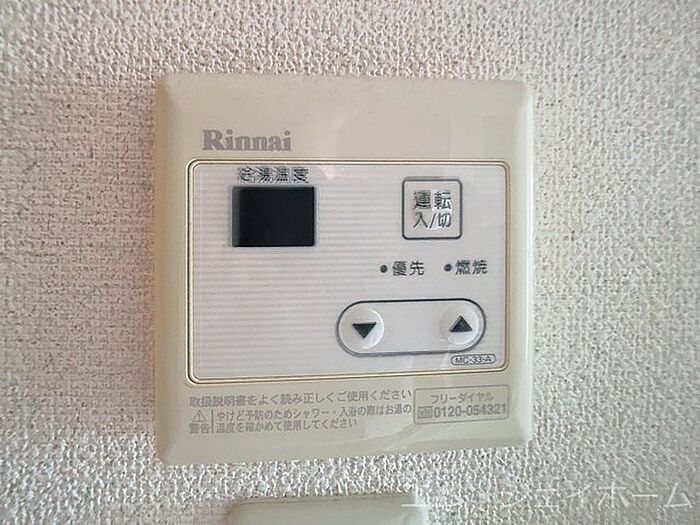 Rinnai
給湯温度
運転
入/切
優先
燃焼
MC-33-A
取扱説明書をよく読み正しくご使用ください
警告
やけど予防のためシャワー・入浴の際はお湯の
温度を確かめて使用してください
フリーダイヤル
0120-054321